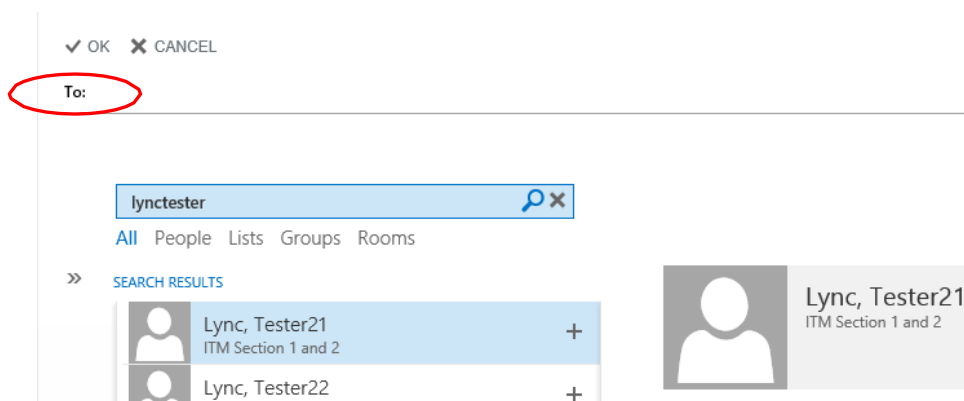 OK CANCEL
To:
lynctester
All People Lists Groups Rooms
SEARCH RESULTS
Lync, Tester21
ITM Section 1 and 2
Lync, Tester22
Lync, Tester21
ITM Section 1 and 2